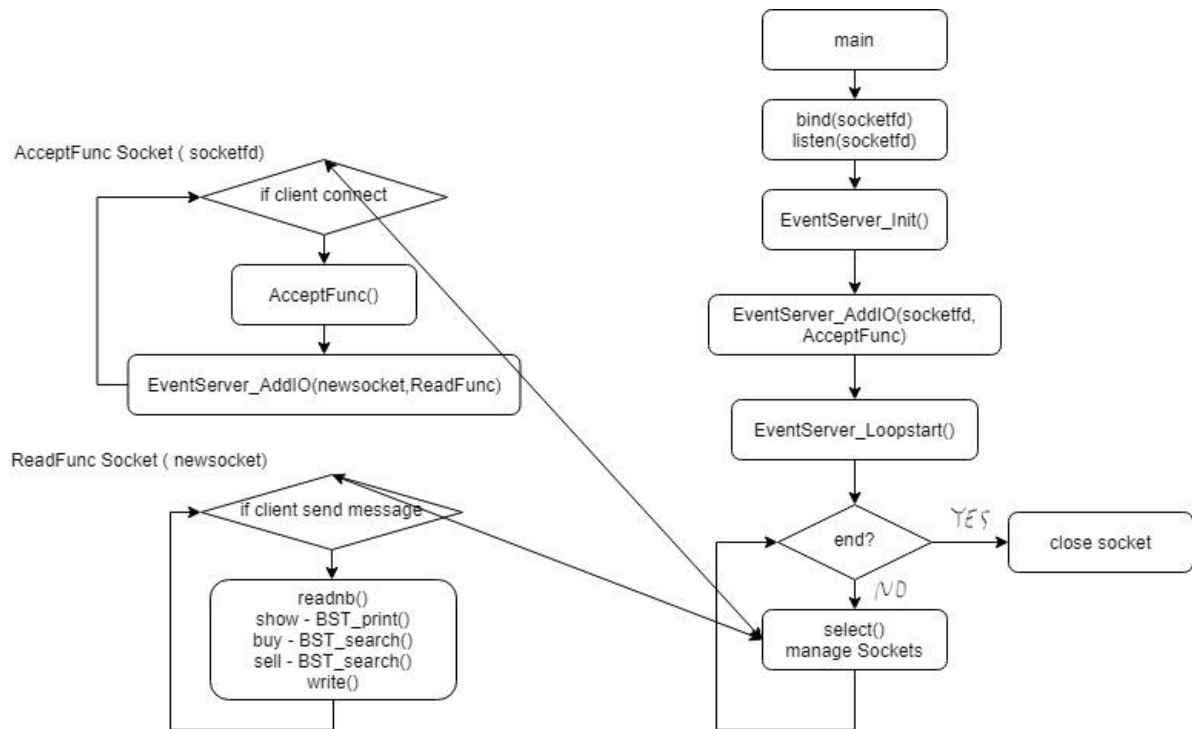 main
bind(socketfd)
listen(socketfd)
EventServer_Init()
EventServer_AddIO(socketfd,
AcceptFunc)
EventServer_Loopstart()
end?
YES
close socket
NO
select()
manage Sockets
AcceptFunc Socket ( socketfd)
if client connect
AcceptFunc()
EventServer_AddIO(newsocket,ReadFunc)
ReadFunc Socket ( newsocket)
if client send message
readnb()
show - BST_print()
buy - BST_search()
sell - BST_search()
write()